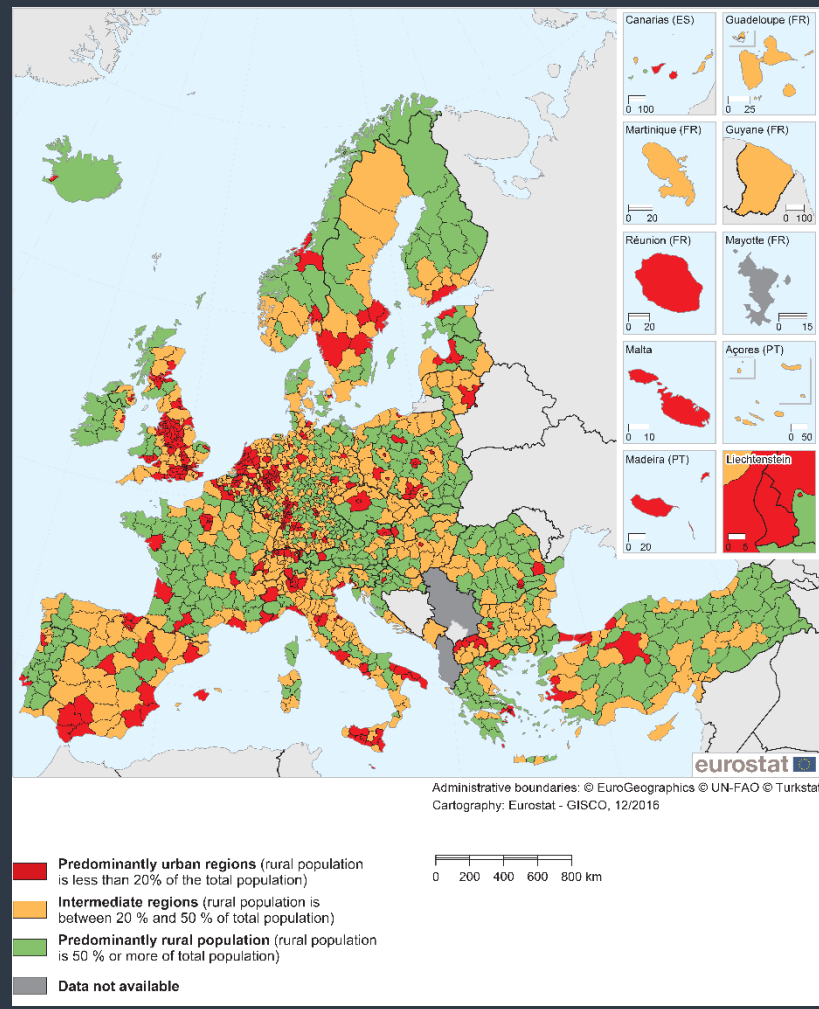 Canarias (ES)
0 100
Guadeloupe (FR)
0 25
Martinique (FR)
0 20
Guyane (FR)
0 100
Réunion (FR)
0 20
Mayotte (FR)
0 15
Malta
0 10
Açores (PT)
0 50
Madeira (PT)
0 20
Liechtenstein
0 5
eurostat
Administrative boundaries: © EuroGeographics © UN-FAO © Turkstat
Cartography: Eurostat - GISCO, 12/2016
Predominantly urban regions (rural population
is less than 20% of the total population)
Intermediate regions (rural population is
between 20 % and 50 % of total population)
Predominantly rural population (rural population
is 50 % or more of total population)
Data not available
0 200 400 600 800 km